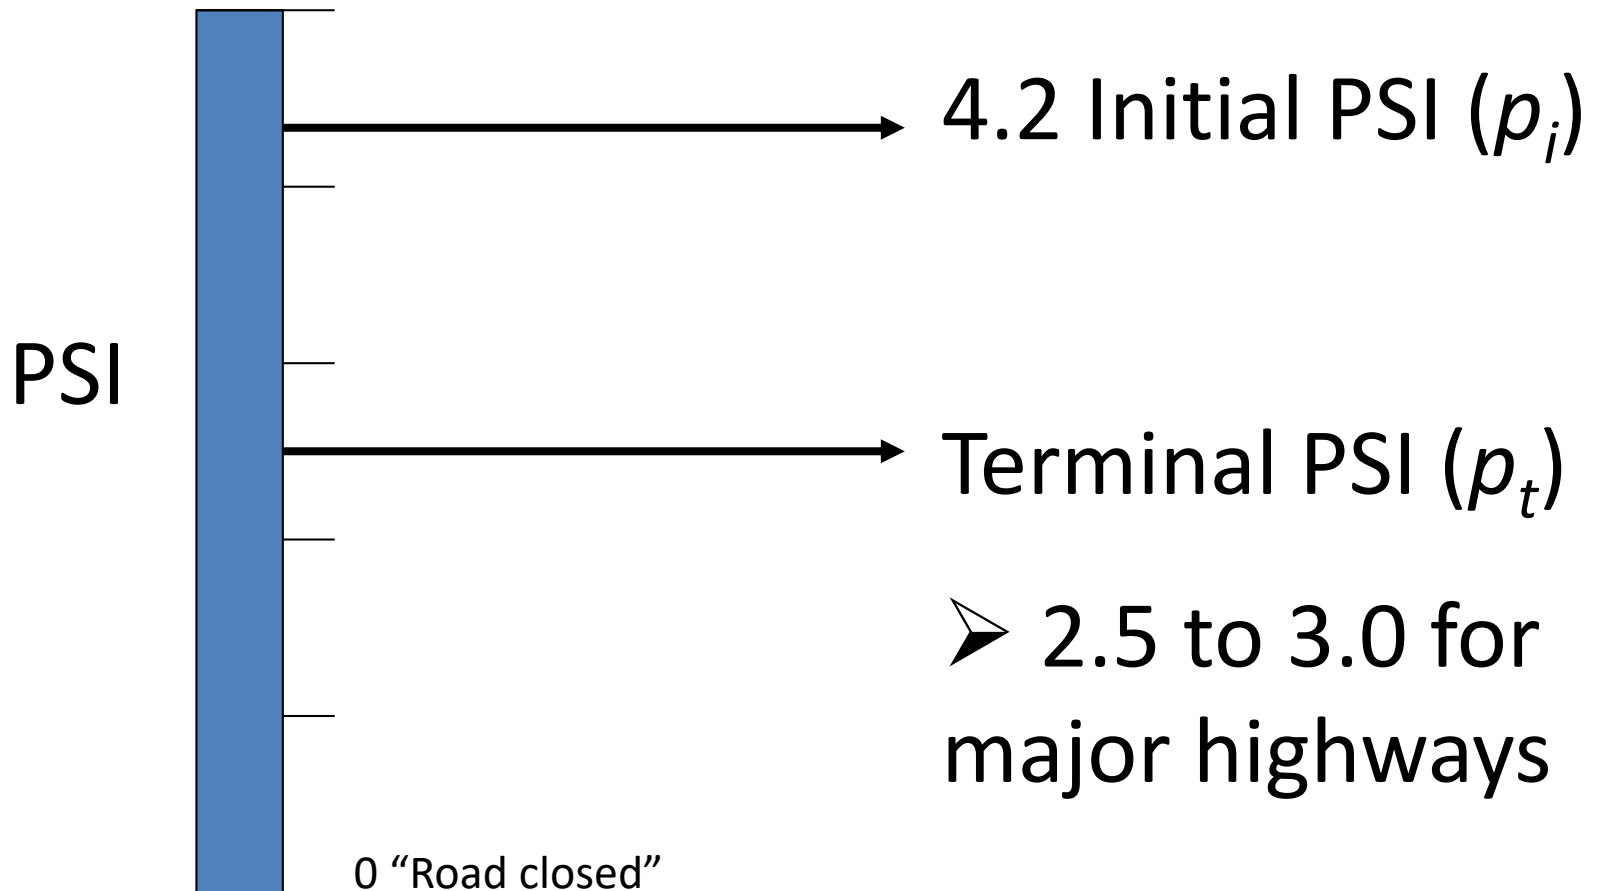 4.2 Initial PSI (pi)
PSI
Terminal PSI (pt)
➢ 2.5 to 3.0 for
major highways
0 “Road closed”